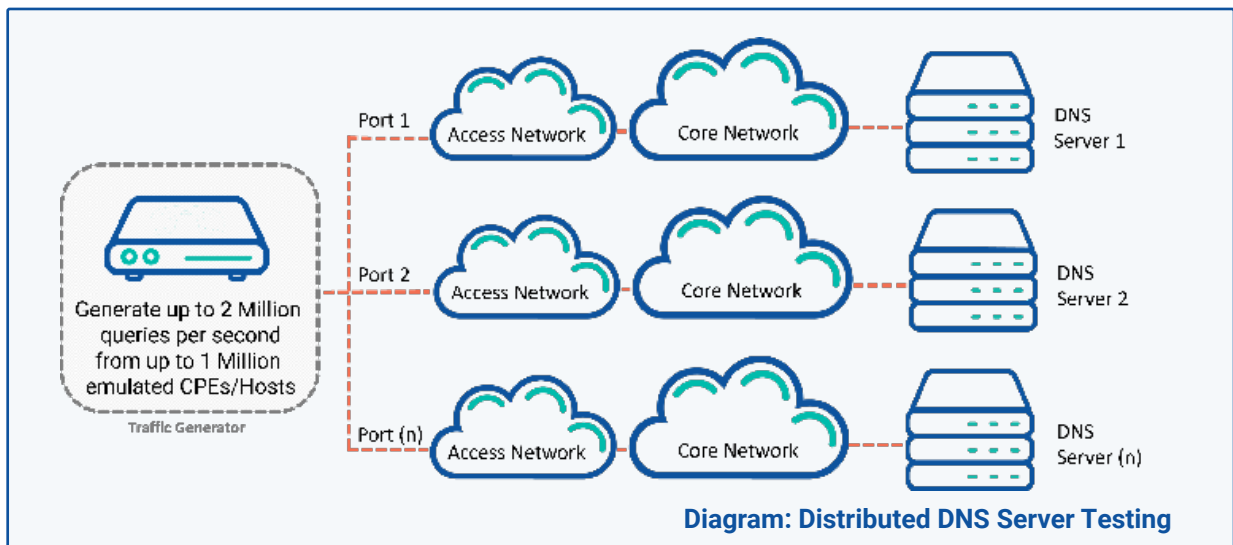 Port 1
Access Network
Core Network
DNS
Server 1
Generate up to 2 Million
queries per second
from up to 1 Million
emulated CPEs/Hosts
Traffic Generator
Port 2
Access Network
Core Network
DNS
Server 2
Port (n)
Access Network
Core Network
DNS
Server (n)
Diagram: Distributed DNS Server Testing